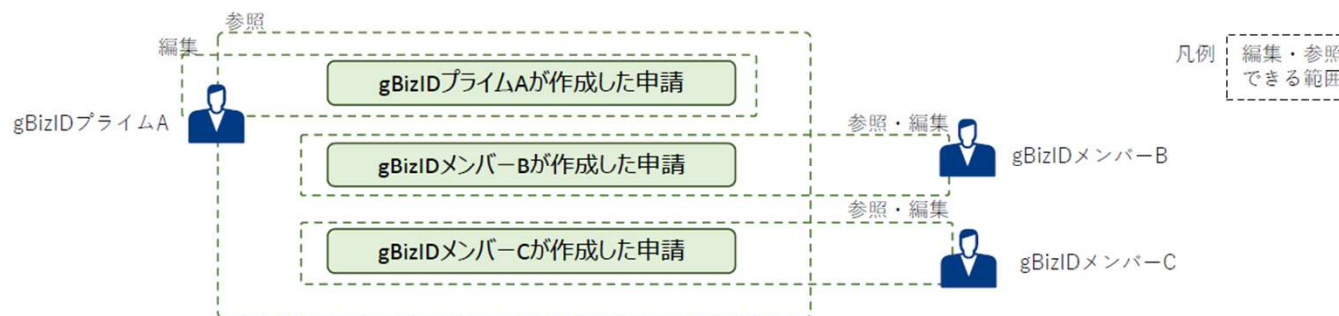 参照
編集
凡例
編集・参照
できる範囲
gBizIDプライムAが作成した申請
gBizIDプライムA
参照・編集
gBizIDメンバーBが作成した申請
gBizIDメンバーB
参照・編集
gBizIDメンバーCが作成した申請
gBizIDメンバーC